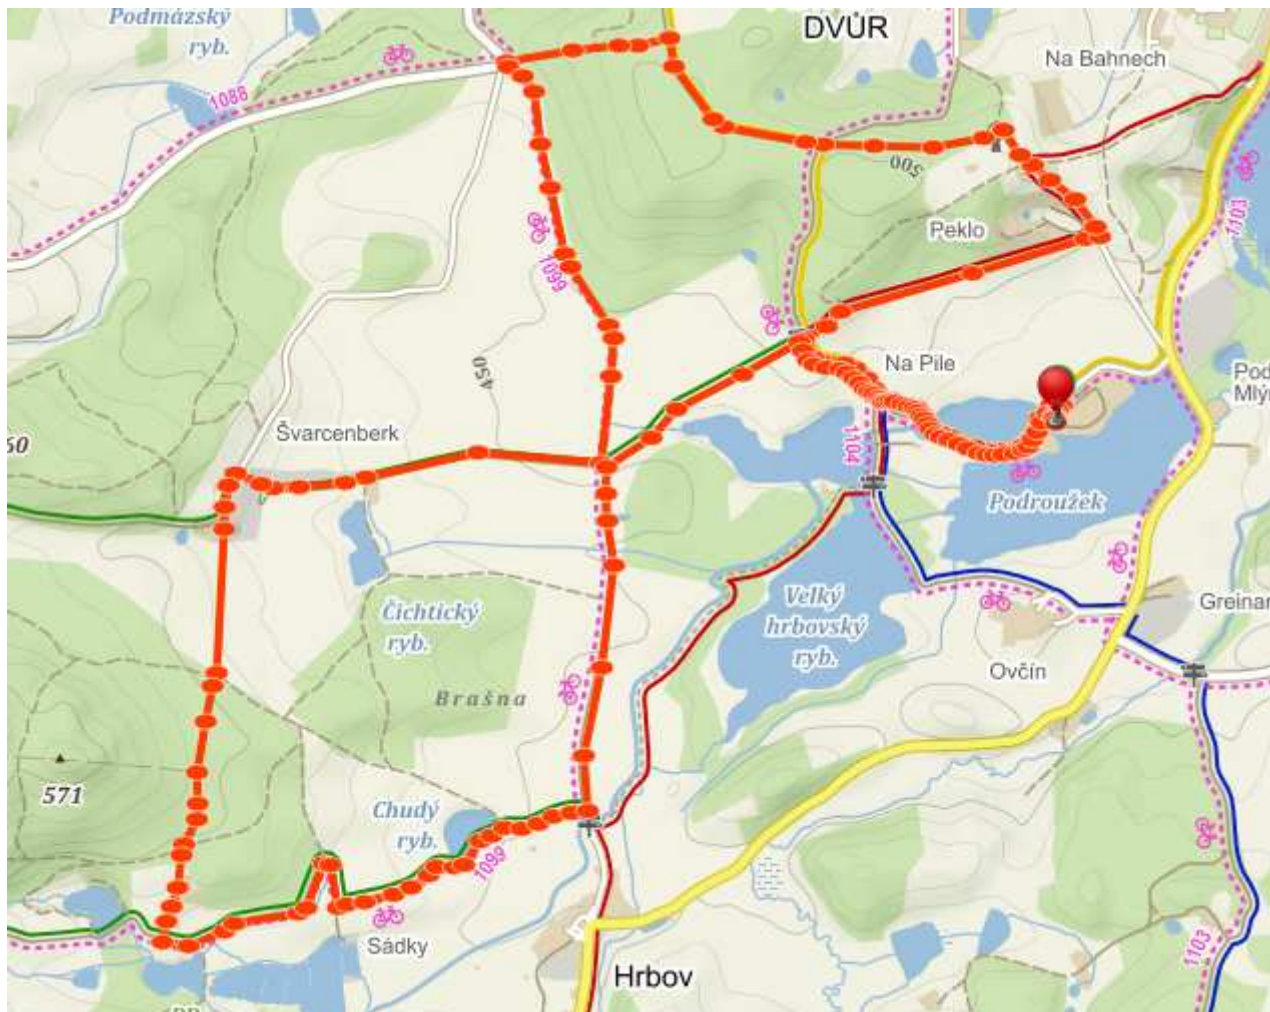 Podmázský
ryb.
DVŮR
Na Bahnech
1088
1103
500
Peklo
1099
450
Na Pile
Pod
Mlý
Švarcenberk
60
1104
Podroužek
Čichtický
ryb.
Velký
hrbovský
ryb.
Greinar
Ovčín
Brašna
571
Chudý
ryb.
1099
Sádky
Hrbov
1103